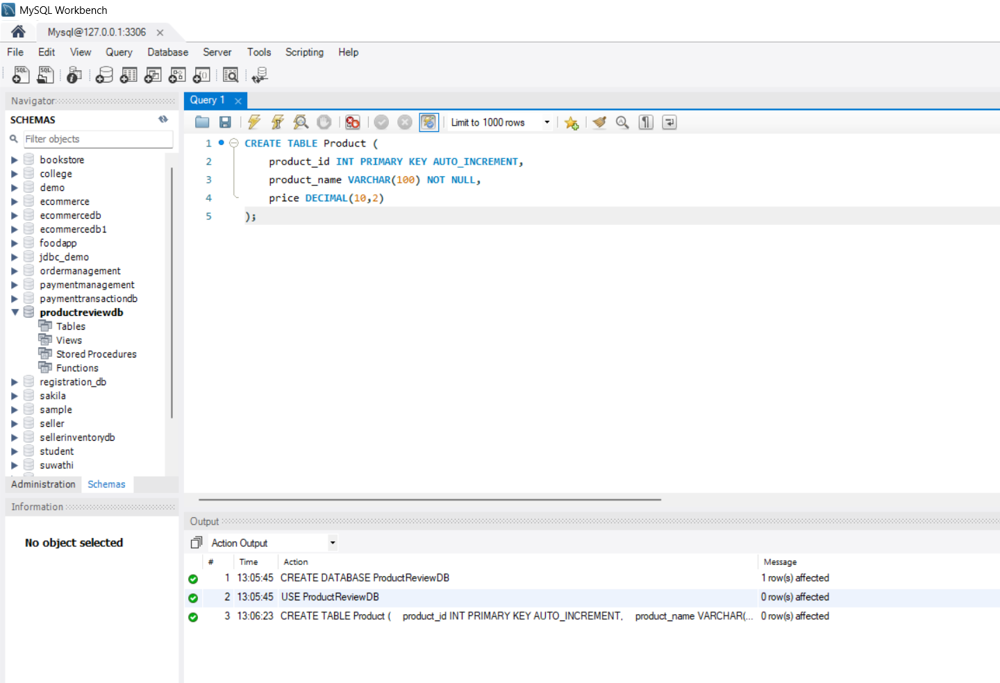 MySQL Workbench
Mysql@127.0.0.1:3306
File Edit View Query Database Server Tools Scripting Help
Navigator
SCHEMAS
Filter objects
bookstore
college
demo
ecommerce
ecommercedb
ecommercedb1
foodapp
jdbc_demo
ordermanagement
paymentmanagement
paymenttransactiondb
productreviewdb
Tables
Views
Stored Procedures
Functions
registration_db
sakila
sample
seller
sellerinventorydb
student
suwathi
Administration Schemas
Information
No object selected
Query 1
Limit to 1000 rows
1 CREATE TABLE Product (
2 product_id INT PRIMARY KEY AUTO_INCREMENT,
3 product_name VARCHAR(100) NOT NULL,
4 price DECIMAL(10,2)
5 );
Output
Action Output
# Time Action Message
1 13:05:45 CREATE DATABASE ProductReviewDB 1 row(s) affected
2 13:05:45 USE ProductReviewDB 0 row(s) affected
3 13:06:23 CREATE TABLE Product ( product_id INT PRIMARY KEY AUTO_INCREMENT, product_name VARCHAR(... 0 row(s) affected